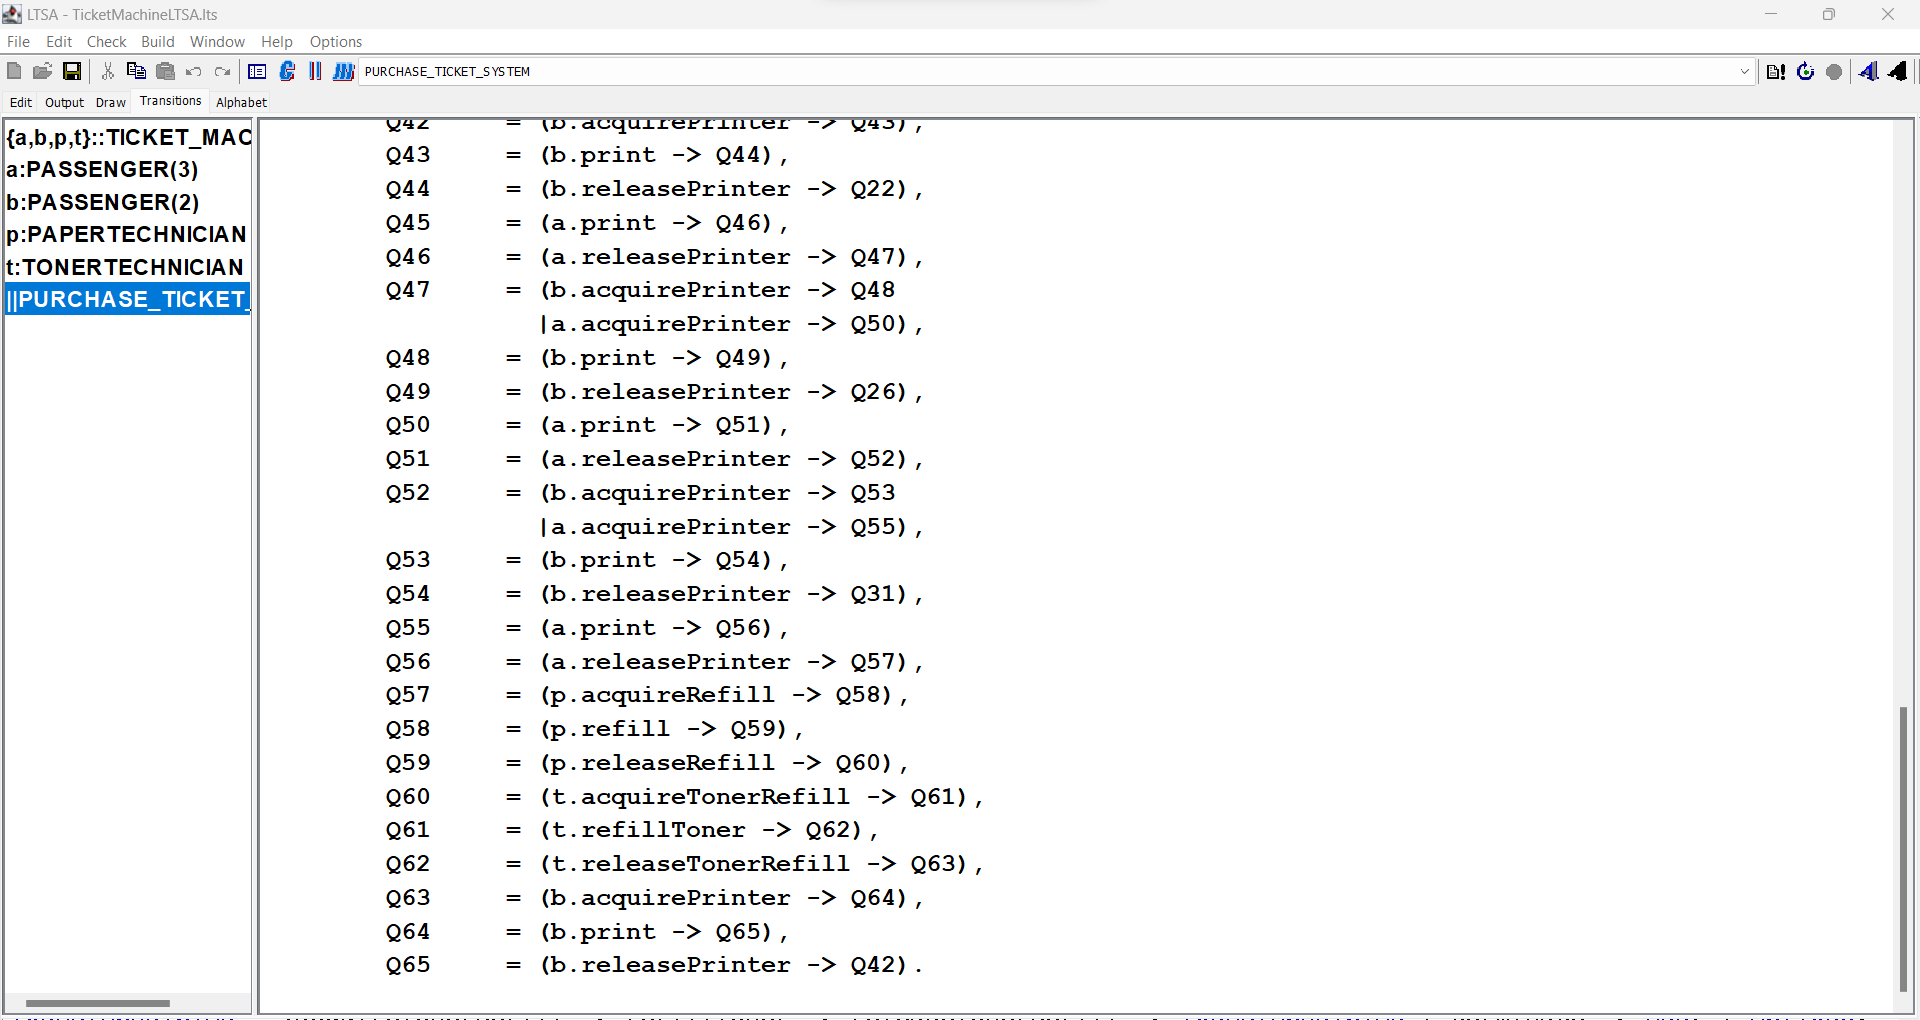 LTSA - TicketMachineLTSA.lts
File Edit Check Build Window Help Options
PURCHASE_TICKET_SYSTEM
Edit Output Draw Transitions Alphabet
{a,b,p,t}::TICKET_MAC
a:PASSENGER(3)
b:PASSENGER(2)
p:PAPERTECHNICIAN
t:TONERTECHNICIAN
||PURCHASE_TICKET_
Q42 = (b.acquirePrinter -> Q43),
Q43 = (b.print -> Q44),
Q44 = (b.releasePrinter -> Q22),
Q45 = (a.print -> Q46),
Q46 = (a.releasePrinter -> Q47),
Q47 = (b.acquirePrinter -> Q48
|a.acquirePrinter -> Q50),
Q48 = (b.print -> Q49),
Q49 = (b.releasePrinter -> Q26),
Q50 = (a.print -> Q51),
Q51 = (a.releasePrinter -> Q52),
Q52 = (b.acquirePrinter -> Q53
|a.acquirePrinter -> Q55),
Q53 = (b.print -> Q54),
Q54 = (b.releasePrinter -> Q31),
Q55 = (a.print -> Q56),
Q56 = (a.releasePrinter -> Q57),
Q57 = (p.acquireRefill -> Q58),
Q58 = (p.refill -> Q59),
Q59 = (p.releaseRefill -> Q60),
Q60 = (t.acquireTonerRefill -> Q61),
Q61 = (t.refillToner -> Q62),
Q62 = (t.releaseTonerRefill -> Q63),
Q63 = (b.acquirePrinter -> Q64),
Q64 = (b.print -> Q65),
Q65 = (b.releasePrinter -> Q42).